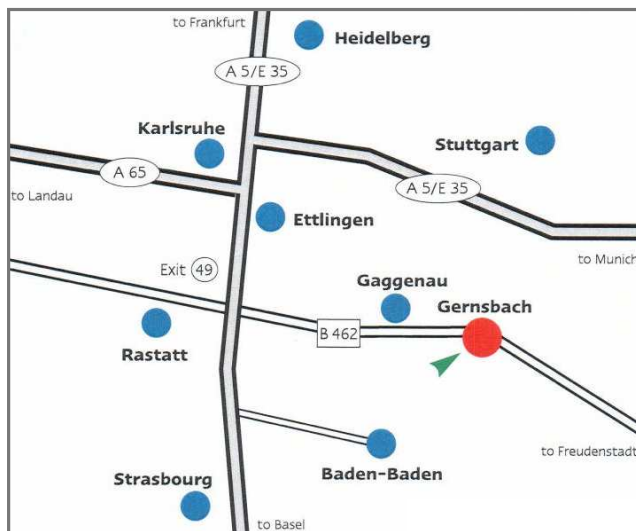 to Frankfurt
Heidelberg
A 5/E 35
Karlsruhe
Stuttgart
A 65
A 5/E 35
to Landau
Ettlingen
to Munich
Exit 49
Gaggenau
Gernsbach
B 462
Rastatt
to Freudenstadt
Baden-Baden
Strasbourg
to Basel